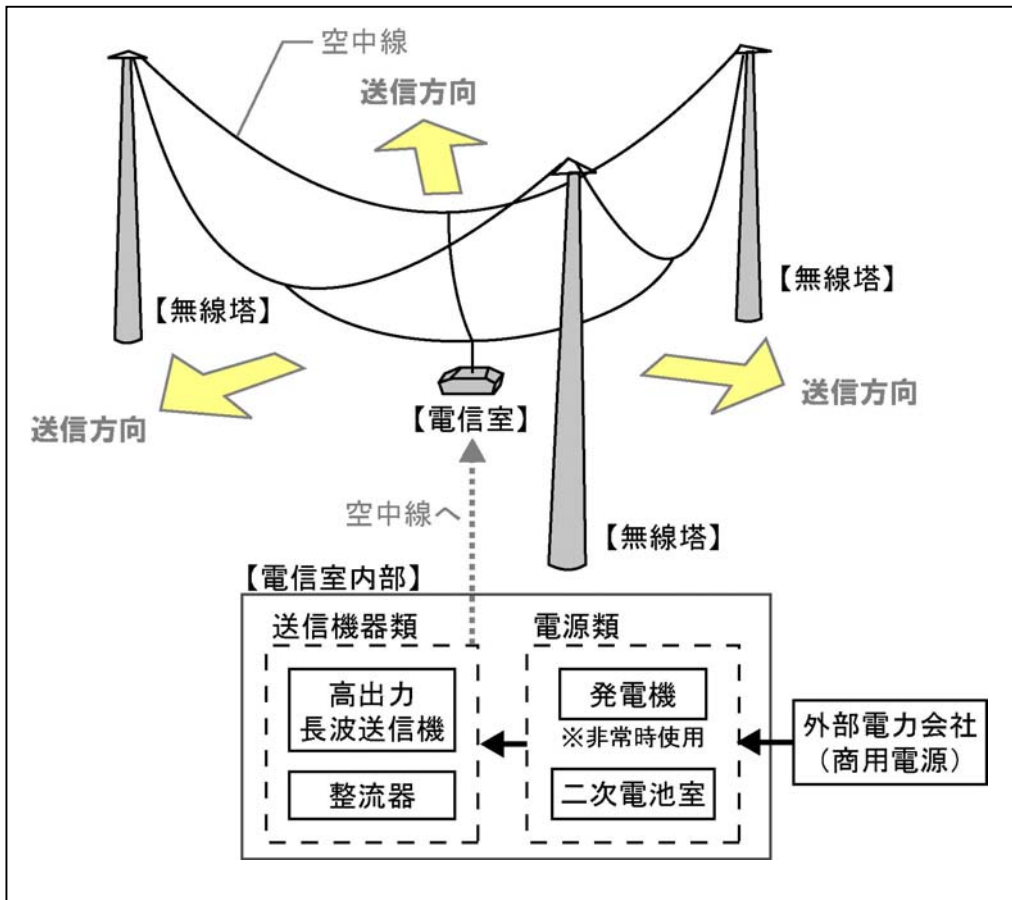 空中線
送信方向
【無線塔】
【無線塔】
送信方向
送信方向
【電信室】
空中線へ
【無線塔】
【電信室内部】
送信機器類
電源類
高出力
長波送信機
整流器
発電機
※非常時使用
二次電池室
外部電力会社
（商用電源）